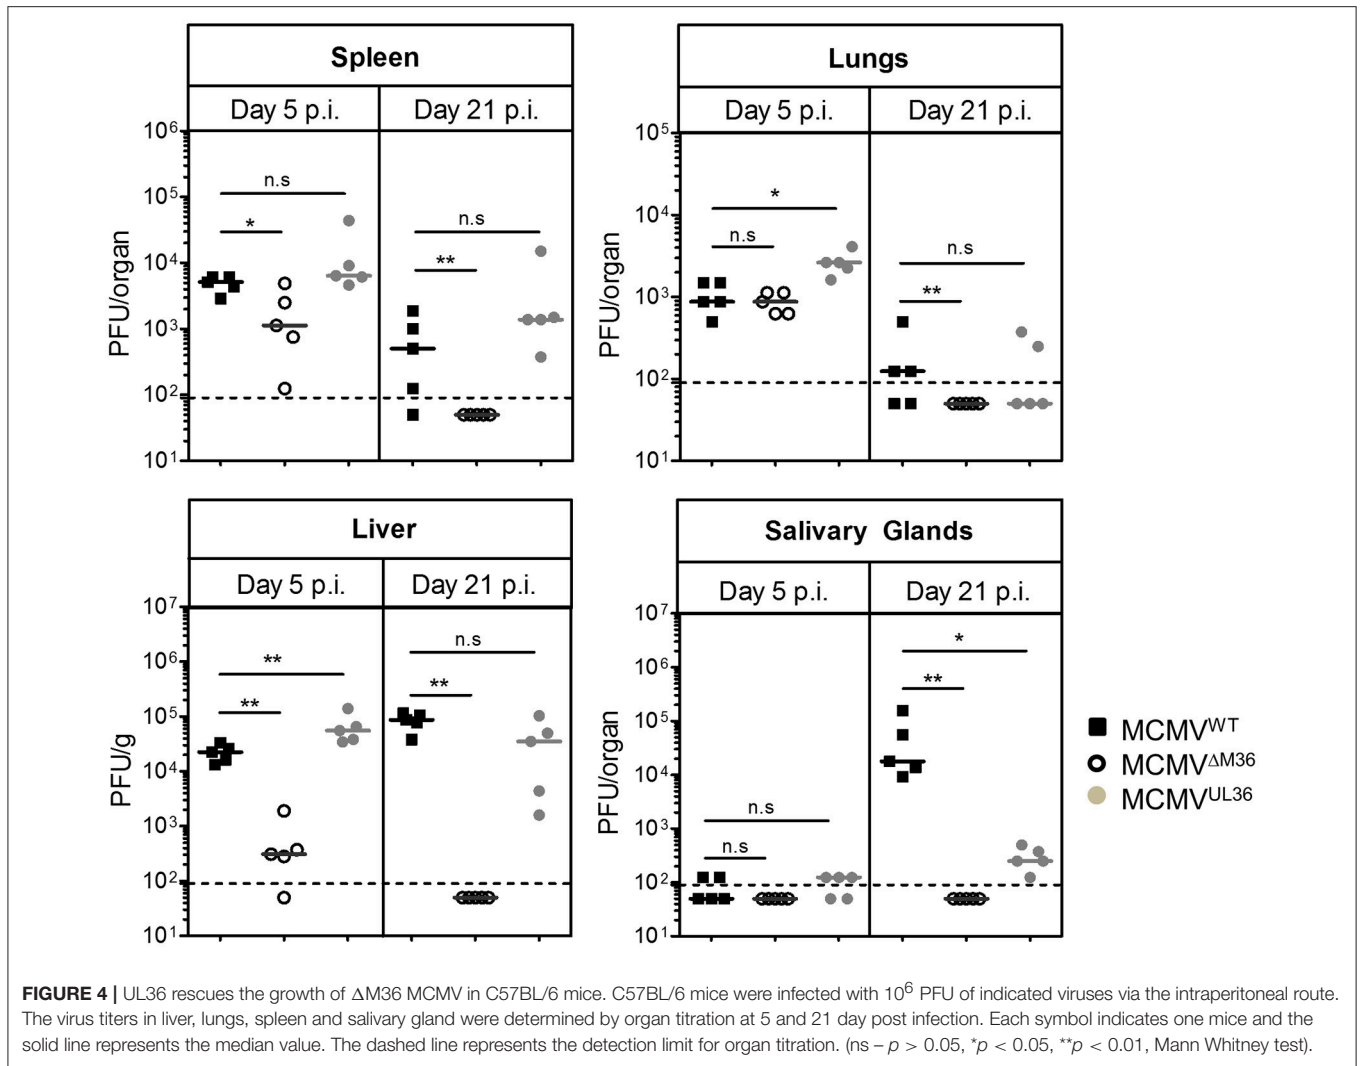 Spleen
Day 5 p.i.
Day 21 p.i.
PFU/organ
10⁶
10⁵
10⁴
10³
10²
10¹
n.s
*
n.s
**
Lungs
Day 5 p.i.
Day 21 p.i.
PFU/organ
10⁵
10⁴
10³
10²
10¹
*
n.s
n.s
**
Liver
Day 5 p.i.
Day 21 p.i.
PFU/g
10⁷
10⁶
10⁵
10⁴
10³
10²
10¹
**
**
n.s
**
Salivary Glands
Day 5 p.i.
Day 21 p.i.
PFU/organ
10⁷
10⁶
10⁵
10⁴
10³
10²
10¹
n.s
n.s
*
**
MCMVᵂᵀ
MCMV^ΔM36
MCMV^UL36
FIGURE 4 | UL36 rescues the growth of ΔM36 MCMV in C57BL/6 mice. C57BL/6 mice were infected with 10⁶ PFU of indicated viruses via the intraperitoneal route.
The virus titers in liver, lungs, spleen and salivary gland were determined by organ titration at 5 and 21 day post infection. Each symbol indicates one mice and the
solid line represents the median value. The dashed line represents the detection limit for organ titration. (ns – p > 0.05, *p < 0.05, **p < 0.01, Mann Whitney test).